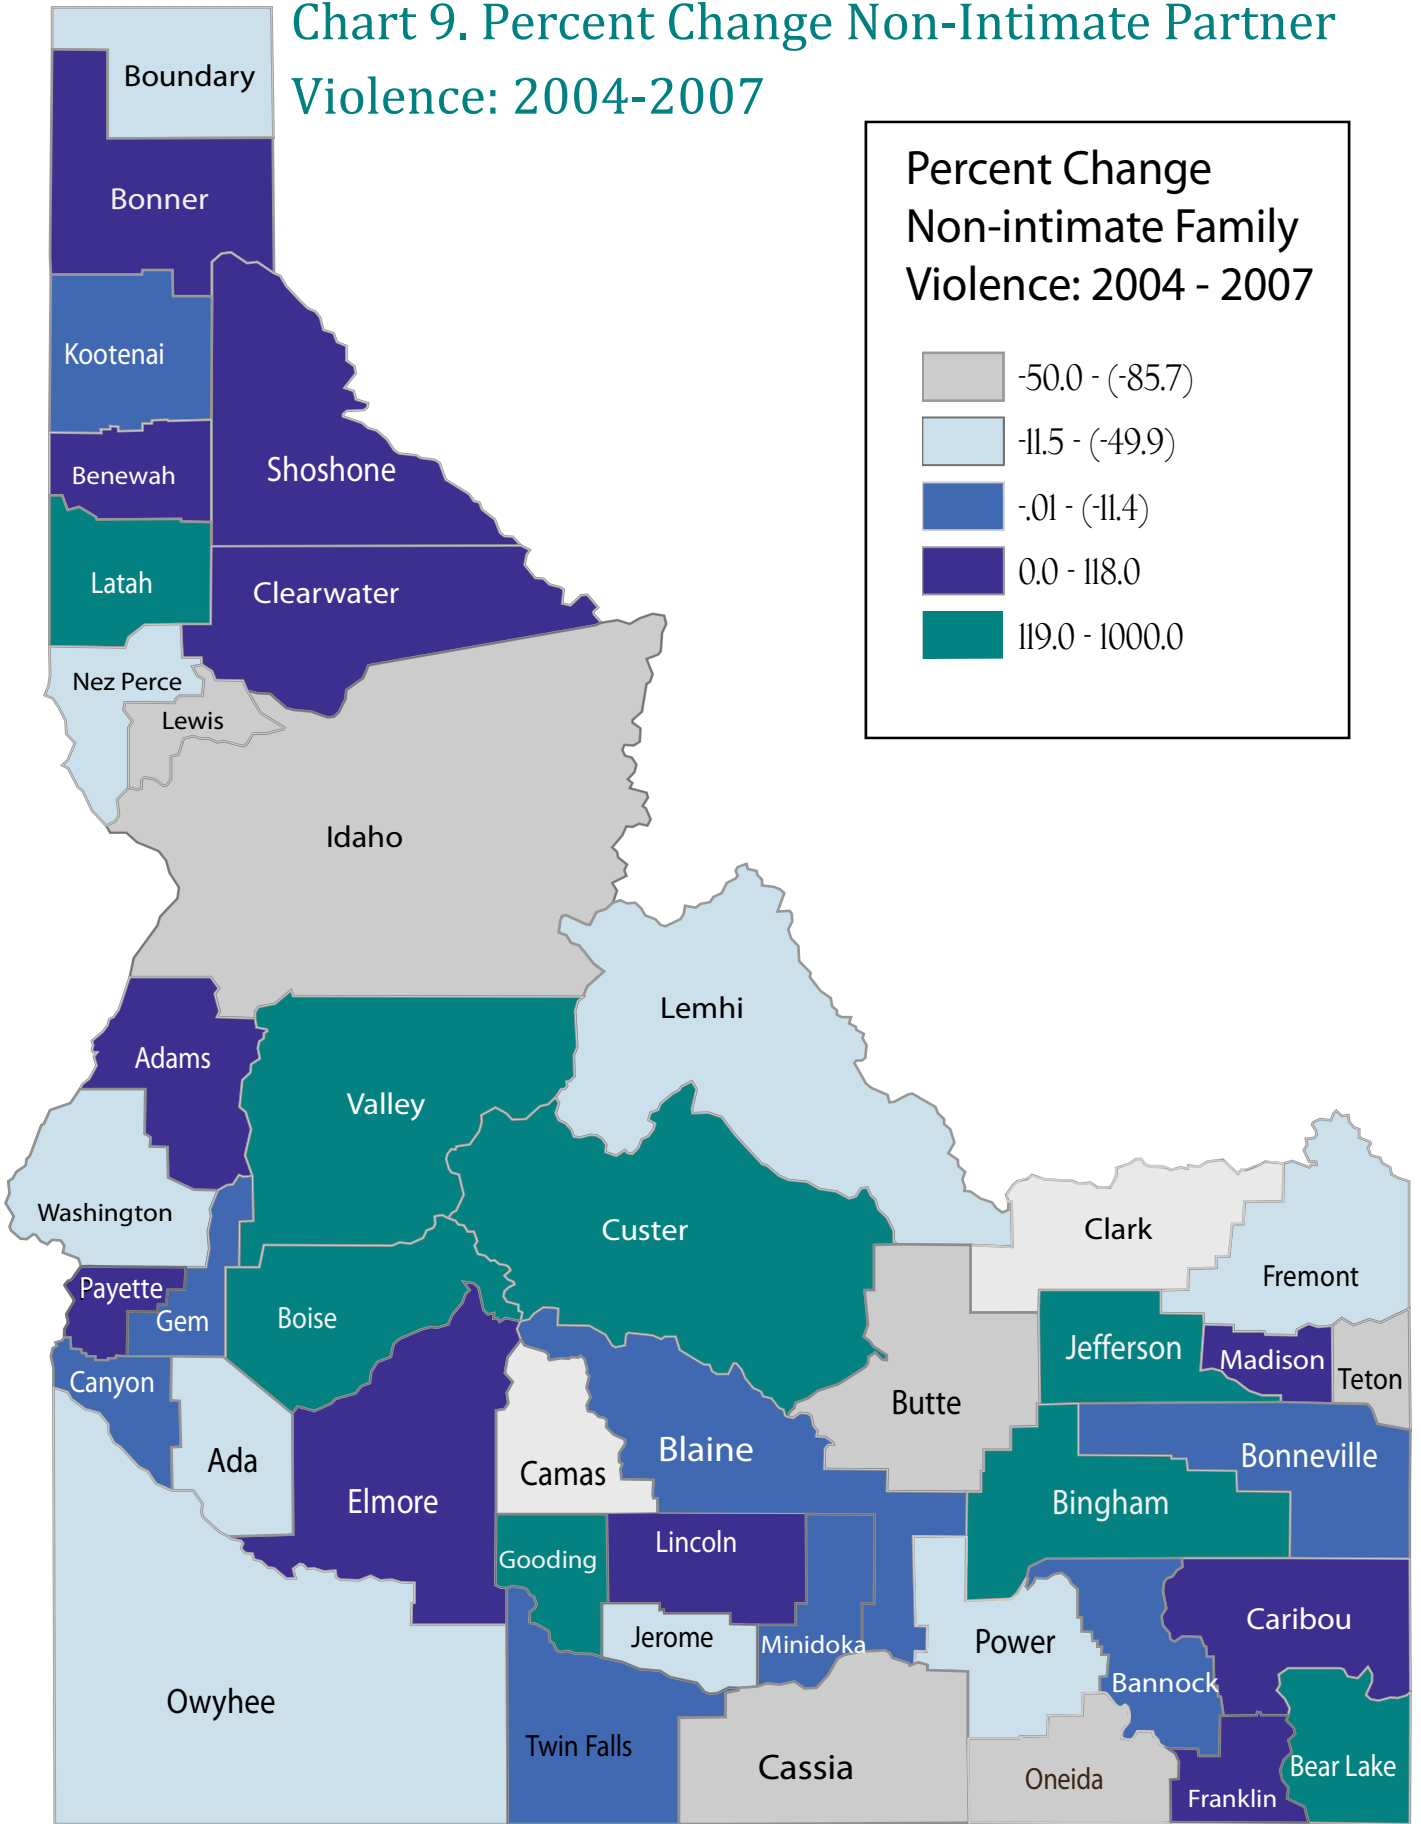 Chart 9. Percent Change Non-Intimate Partner
Violence: 2004-2007
Percent Change
Non-intimate Family
Violence: 2004 - 2007
-50.0 - (-85.7)
-11.5 - (-49.9)
-.01 - (-11.4)
0.0 - 118.0
119.0 - 1000.0
Boundary
Bonner
Kootenai
Benewah
Shoshone
Latah
Clearwater
Nez Perce
Lewis
Idaho
Lemhi
Adams
Valley
Washington
Custer
Clark
Fremont
Payette
Gem
Boise
Jefferson
Madison
Teton
Canyon
Butte
Ada
Camas
Blaine
Bonneville
Elmore
Bingham
Gooding
Lincoln
Jerome
Minidoka
Power
Caribou
Bannock
Owyhee
Twin Falls
Cassia
Oneida
Bear Lake
Franklin